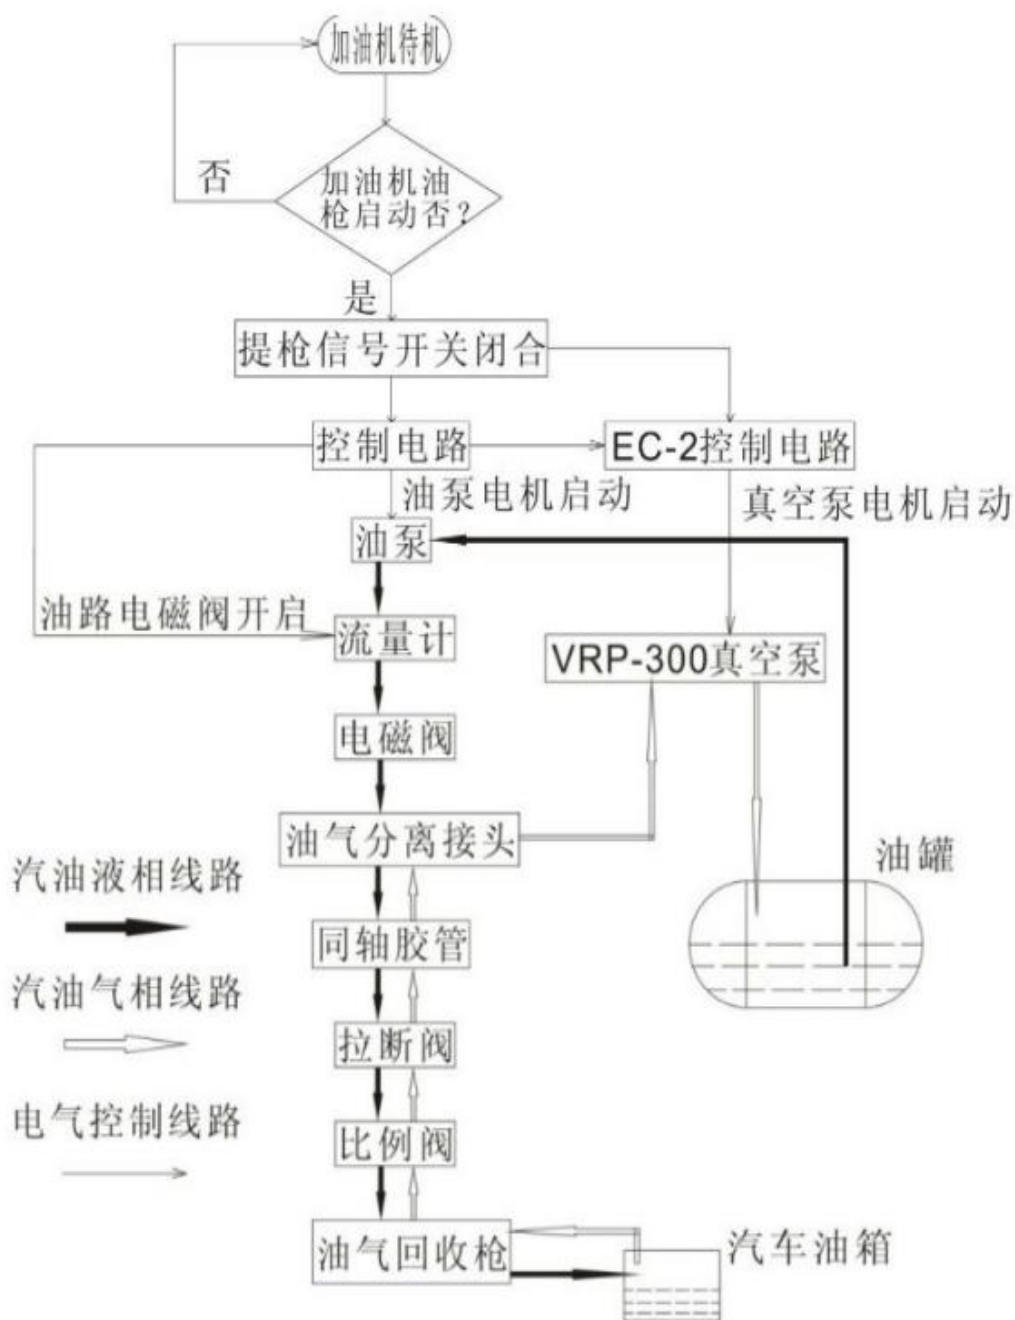 加油机待机
否
加油机油
枪启动否？
是
提枪信号开关闭合
控制电路
EC-2控制电路
油泵电机启动
真空泵电机启动
油泵
油路电磁阀开启
流量计
VRP-300真空泵
电磁阀
油气分离接头
油罐
汽油液相线路
同轴胶管
汽油气相线路
拉断阀
电气控制线路
比例阀
油气回收枪
汽车油箱